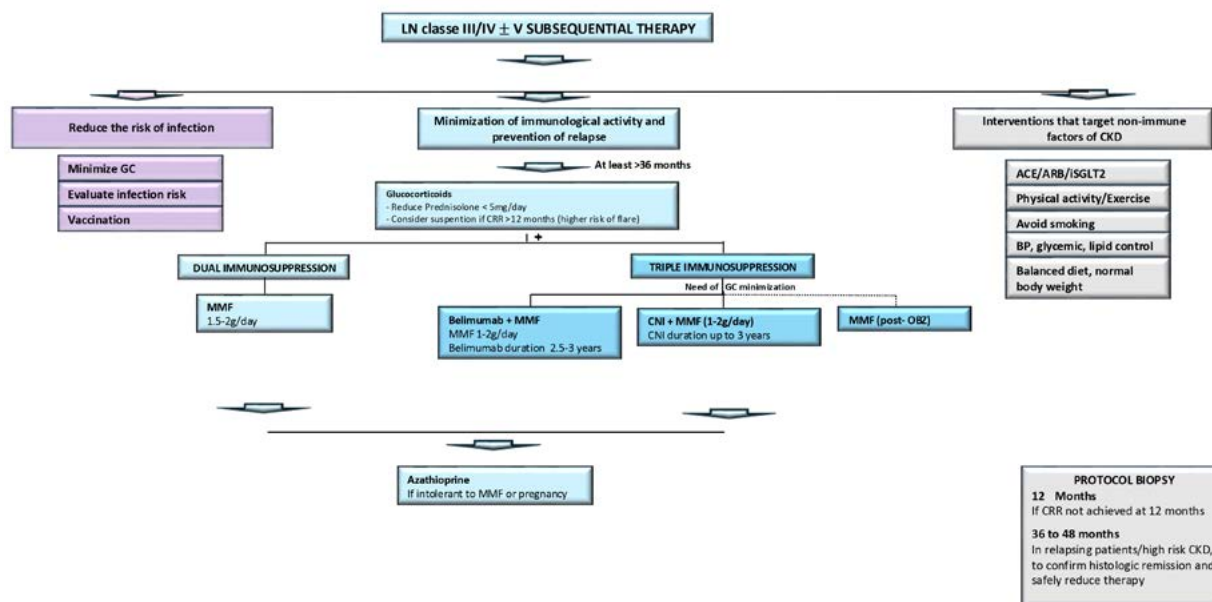 LN classe III/IV ± V SUBSEQUENTIAL THERAPY
Reduce the risk of infection
Minimize GC
Evaluate infection risk
Vaccination
Minimization of immunological activity and
prevention of relapse
At least >36 months
Glucocorticoids
- Reduce Prednisolone < 5mg/day
- Consider suspention if CRR >12 months (higher risk of flare)
+
DUAL IMMUNOSUPPRESSION
MMF
1.5-2g/day
TRIPLE IMMUNOSUPPRESSION
Need of GC minimization
Belimumab + MMF
MMF 1-2g/day
Belimumab duration 2.5-3 years
CNI + MMF (1-2g/day)
CNI duration up to 3 years
MMF (post- OBZ)
Azathioprine
If intolerant to MMF or pregnancy
Interventions that target non-immune
factors of CKD
ACE/ARB/iSGLT2
Physical activity/Exercise
Avoid smoking
BP, glycemic, lipid control
Balanced diet, normal
body weight
PROTOCOL BIOPSY
12 Months
If CRR not achieved at 12 months
36 to 48 months
In relapsing patients/high risk CKD,
to confirm histologic remission and
safely reduce therapy